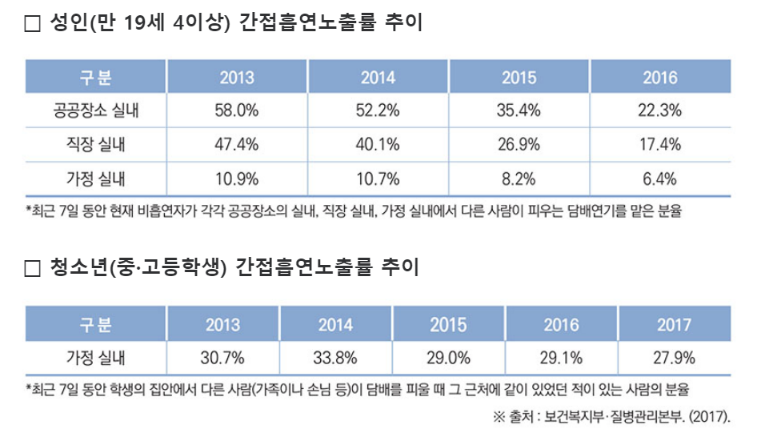 □ 성인(만 19세 4이상) 간접흡연노출률 추이
구 분 2013 2014 2015 2016
공공장소 실내 58.0% 52.2% 35.4% 22.3%
직장 실내 47.4% 40.1% 26.9% 17.4%
가정 실내 10.9% 10.7% 8.2% 6.4%
*최근 7일 동안 현재 비흡연자가 각각 공공장소의 실내, 직장 실내, 가정 실내에서 다른 사람이 피우는 담배연기를 맡은 분율
□ 청소년(중·고등학생) 간접흡연노출률 추이
구 분 2013 2014 2015 2016 2017
가정 실내 30.7% 33.8% 29.0% 29.1% 27.9%
*최근 7일 동안 학생의 집안에서 다른 사람(가족이나 손님 등)이 담배를 피울 때 그 근처에 같이 있었던 적이 있는 사람의 분율
※ 출처 : 보건복지부·질병관리본부. (2017).